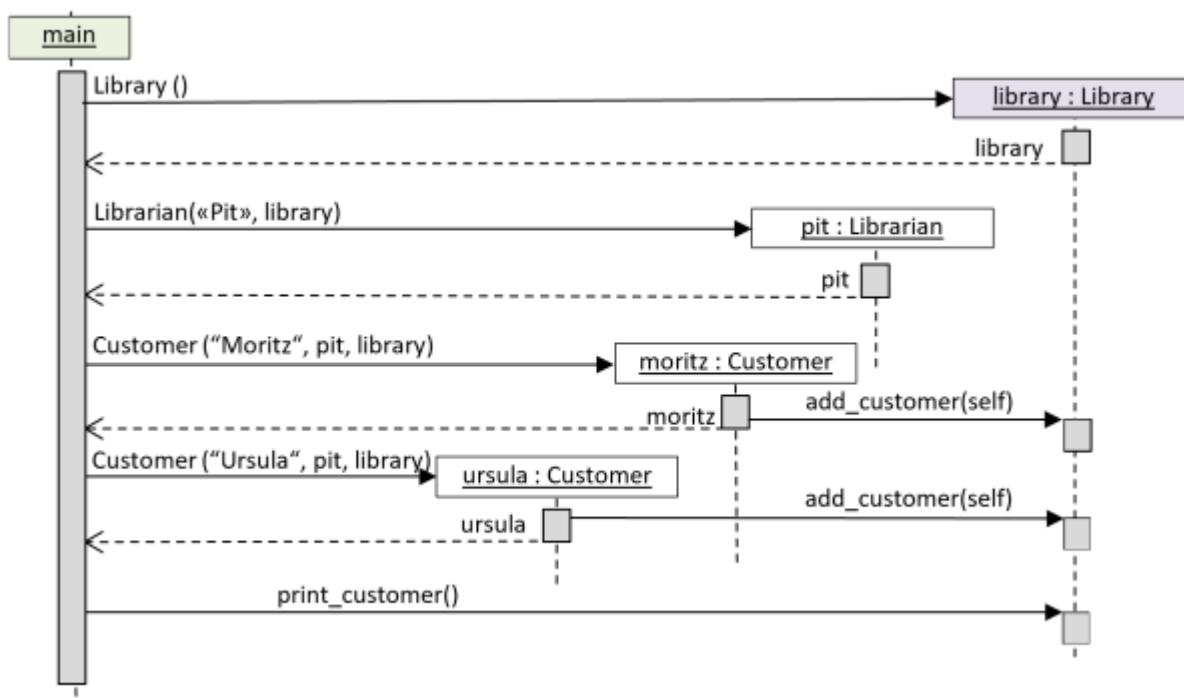 main
Library ()
library : Library
library
Librarian(«Pit», library)
pit : Librarian
pit
Customer (“Moritz“, pit, library)
moritz : Customer
add_customer(self)
moritz
Customer (“Ursula“, pit, library)
ursula : Customer
add_customer(self)
ursula
print_customer()